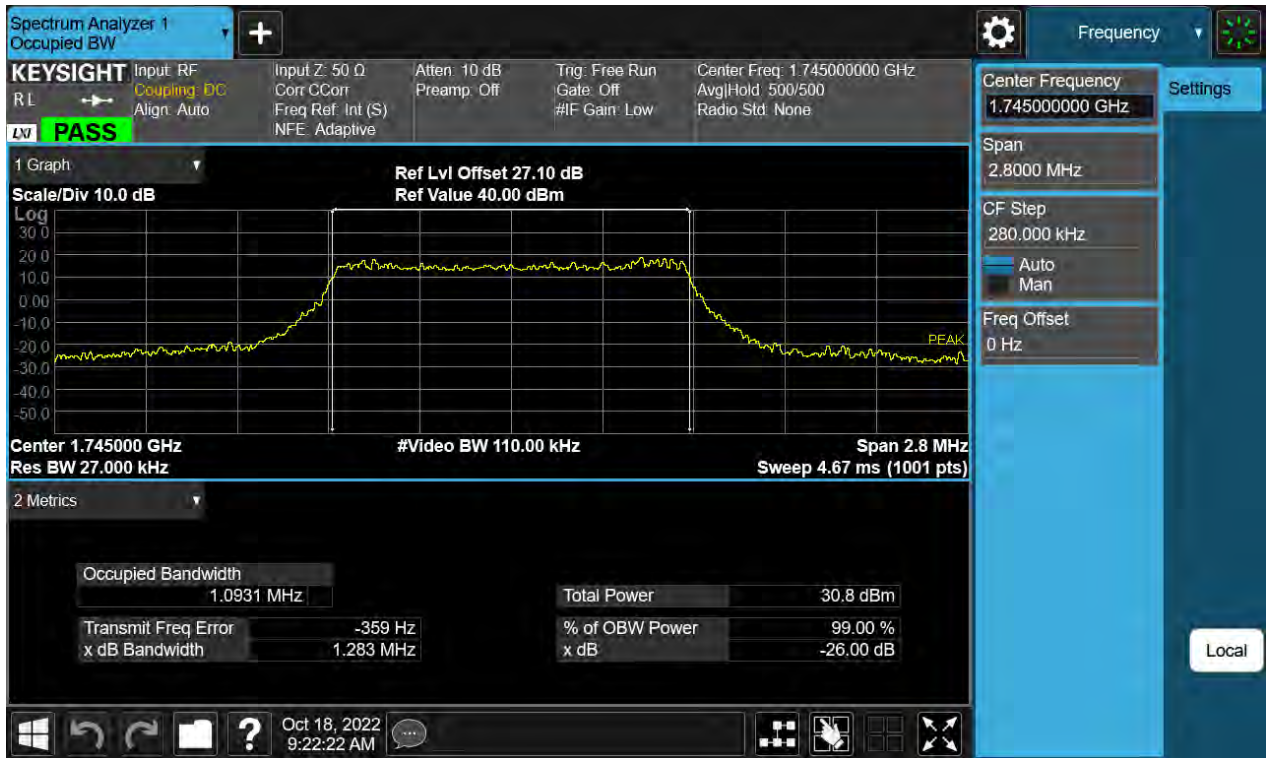 Spectrum Analyzer 1
Occupied BW
+
Frequency
KEYSIGHT
RL
LXI
PASS
Input: RF
Coupling: DC
Align: Auto
Input Z: 50 Ω
Corr CCorr
Freq Ref: Int (S)
NFE: Adaptive
Atten: 10 dB
Preamp: Off
Trig: Free Run
Gate: Off
#IF Gain: Low
Center Freq: 1.745000000 GHz
Avg|Hold: 500/500
Radio Std: None
Center Frequency
1.745000000 GHz
Settings
Span
2.8000 MHz
CF Step
280.000 kHz
Auto
Man
Freq Offset
0 Hz
1 Graph
Scale/Div 10.0 dB
Ref Lvl Offset 27.10 dB
Ref Value 40.00 dBm
Log
30.0
20.0
10.0
0.00
-10.0
-20.0
-30.0
-40.0
-50.0
PEAK
Center 1.745000 GHz
#Video BW 110.00 kHz
Span 2.8 MHz
Res BW 27.000 kHz
Sweep 4.67 ms (1001 pts)
2 Metrics
Occupied Bandwidth
1.0931 MHz
Total Power 30.8 dBm
Transmit Freq Error -359 Hz
% of OBW Power 99.00 %
x dB Bandwidth 1.283 MHz
x dB -26.00 dB
Local
?
Oct 18, 2022
9:22:22 AM